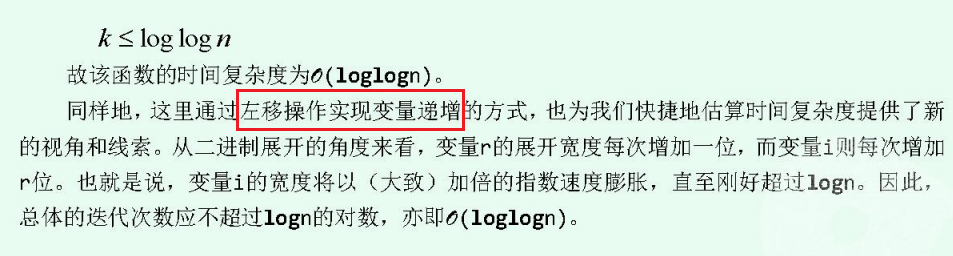 k ≤ log log n
故该函数的时间复杂度为O(loglogn)。
同样地，这里通过左移操作实现变量递增的方式，也为我们快捷地估算时间复杂度提供了新
的视角和线索。从二进制展开的角度来看，变量r的展开宽度每次增加一位，而变量i则每次增加
r位。也就是说，变量i的宽度将以（大致）加倍的指数速度膨胀，直至刚好超过logn。因此，
总体的迭代次数应不超过logn的对数，亦即O(loglogn)。